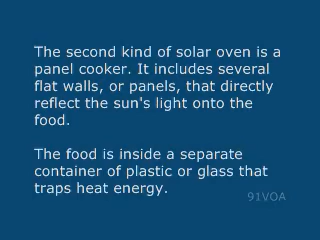 The second kind of solar oven is a
panel cooker. It includes several
flat walls, or panels, that directly
reflect the sun's light onto the
food.
The food is inside a separate
container of plastic or glass that
traps heat energy.
91VOA